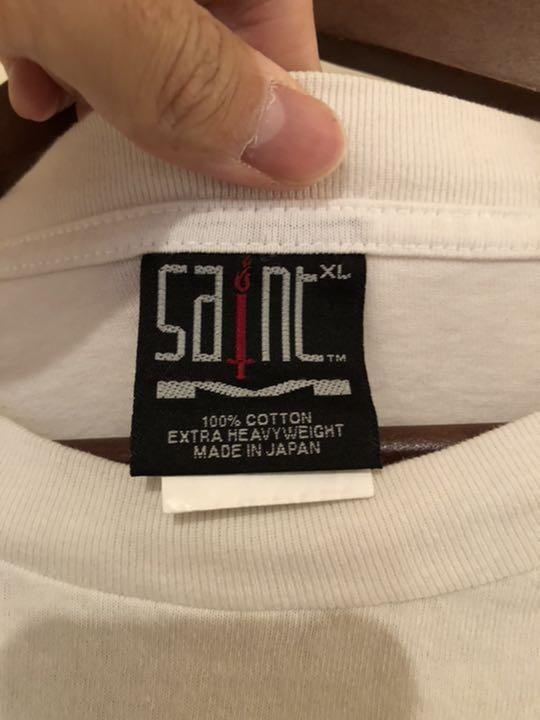 saint XL
TM
100% COTTON
EXTRA HEAVYWEIGHT
MADE IN JAPAN